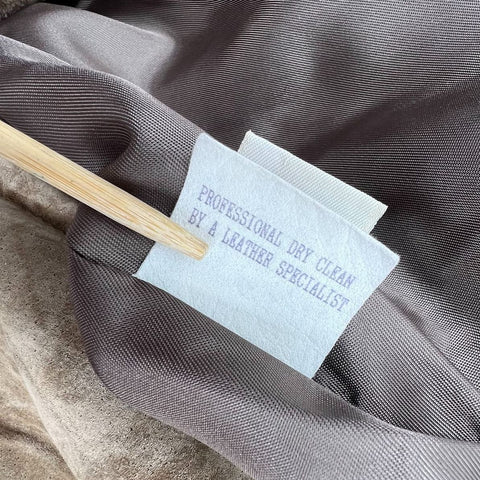 PROFESSIONAL DRY CLEAN
BY A LEATHER SPECIALIST